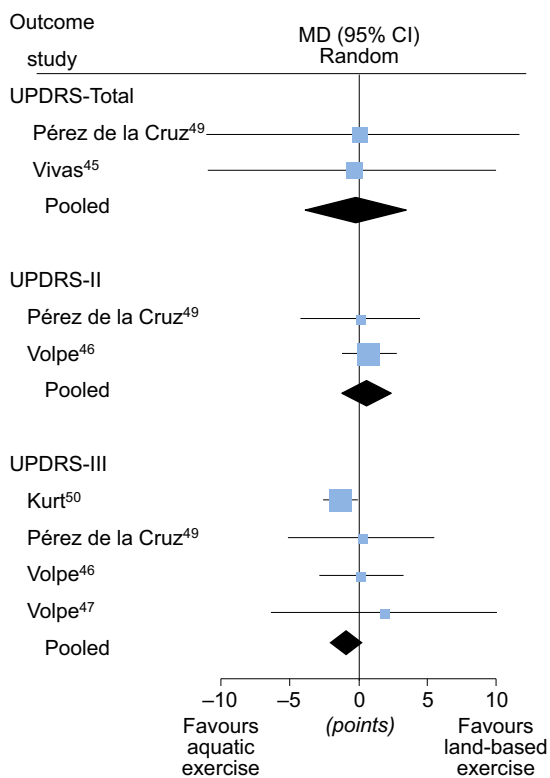 Outcome
MD (95% CI)
study
Random
UPDRS-Total
Pérez de la Cruz⁴⁹
Vivas⁴⁵
Pooled
UPDRS-II
Pérez de la Cruz⁴⁹
Volpe⁴⁶
Pooled
UPDRS-III
Kurt⁵⁰
Pérez de la Cruz⁴⁹
Volpe⁴⁶
Volpe⁴⁷
Pooled
–10 –5 0 5 10
Favours
aquatic
exercise
(points)
Favours
land-based
exercise